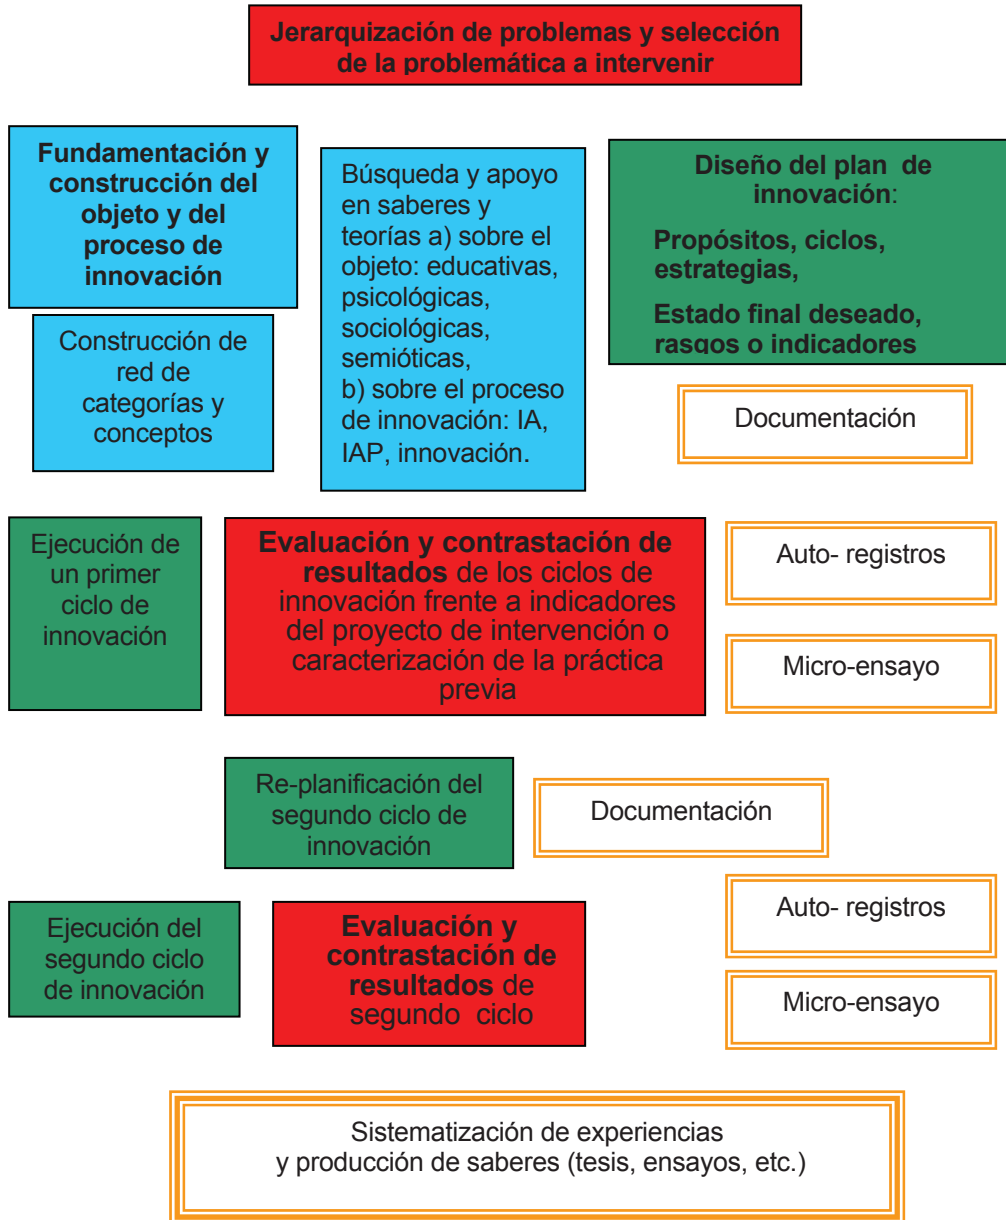 Jerarquización de problemas y selección
de la problemática a intervenir
Fundamentación y
construcción del
objeto y del
proceso de
innovación
Construcción de
red de
categorías y
conceptos
Búsqueda y apoyo
en saberes y
teorías a) sobre el
objeto: educativas,
psicológicas,
sociológicas,
semióticas,
b) sobre el proceso
de innovación: IA,
IAP, innovación.
Diseño del plan de
innovación:
Propósitos, ciclos,
estrategias,
Estado final deseado,
rasgos o indicadores
Documentación
Ejecución de
un primer
ciclo de
innovación
Evaluación y contrastación de
resultados de los ciclos de
innovación frente a indicadores
del proyecto de intervención o
caracterización de la práctica
previa
Auto- registros
Micro-ensayo
Re-planificación del
segundo ciclo de
innovación
Documentación
Ejecución del
segundo ciclo
de innovación
Evaluación y
contrastación de
resultados de
segundo ciclo
Auto- registros
Micro-ensayo
Sistematización de experiencias
y producción de saberes (tesis, ensayos, etc.)